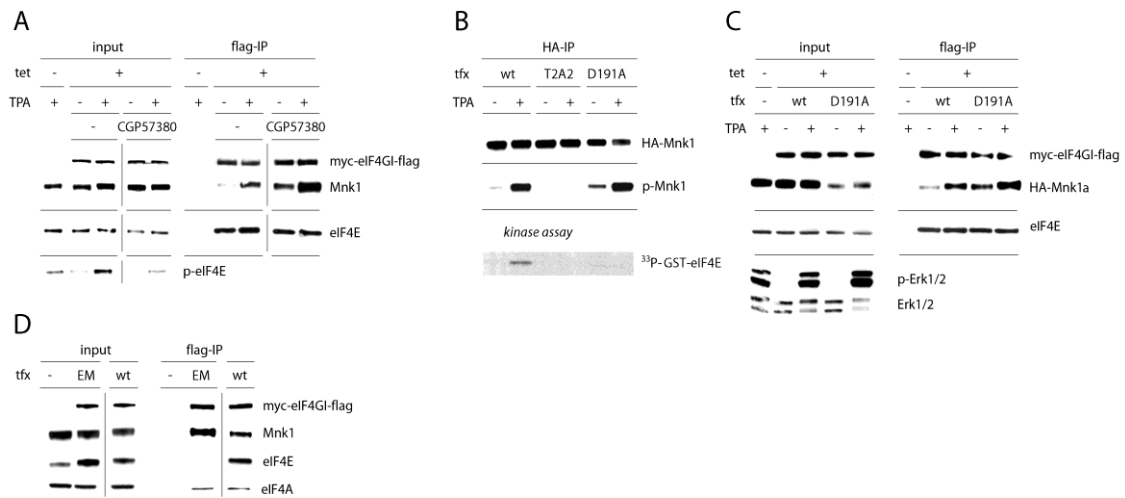 A
input flag-IP
tet - + - +
TPA + - + - + + - + - +
- CGP57380 - CGP57380
myc-eIF4GI-flag
Mnk1
eIF4E
p-eIF4E
B
HA-IP
tfx wt T2A2 D191A
TPA - + - + - +
HA-Mnk1
p-Mnk1
kinase assay
³³P-GST-eIF4E
C
input flag-IP
tet - + - +
tfx - wt D191A - wt D191A
TPA + - + - + + - + - +
myc-eIF4GI-flag
HA-Mnk1a
eIF4E
p-Erk1/2
Erk1/2
D
input flag-IP
tfx - EM wt - EM wt
myc-eIF4GI-flag
Mnk1
eIF4E
eIF4A